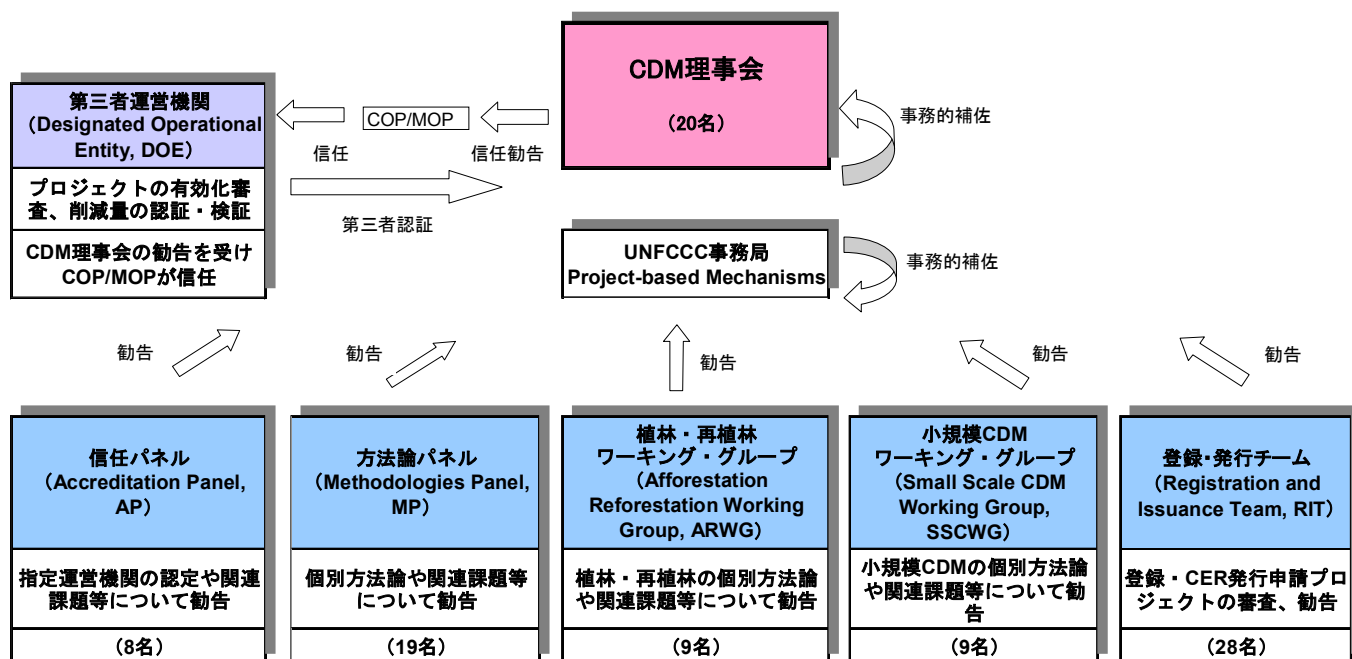 CDM理事会
(20名)
事務的補佐
第三者運営機関
(Designated Operational
Entity, DOE)
プロジェクトの有効化審
査、削減量の認証・検証
CDM理事会の勧告を受け
COP/MOPが信任
COP/MOP
信任
信任勧告
第三者認証
UNFCCC事務局
Project-based Mechanisms
事務的補佐
勧告
勧告
勧告
勧告
勧告
信任パネル
(Accreditation Panel,
AP)
指定運営機関の認定や関連
課題等について勧告
(8名)
方法論パネル
(Methodologies Panel,
MP)
個別方法論や関連課題等
について勧告
(19名)
植林・再植林
ワーキング・グループ
(Afforestation
Reforestation Working
Group, ARWG)
植林・再植林の個別方法論
や関連課題等について勧告
(9名)
小規模CDM
ワーキング・グループ
(Small Scale CDM
Working Group,
SSCWG)
小規模CDMの個別方法論
や関連課題等について勧
告
(9名)
登録・発行チーム
(Registration and
Issuance Team, RIT)
登録・CER発行申請プロ
ジェクトの審査、勧告
(28名)